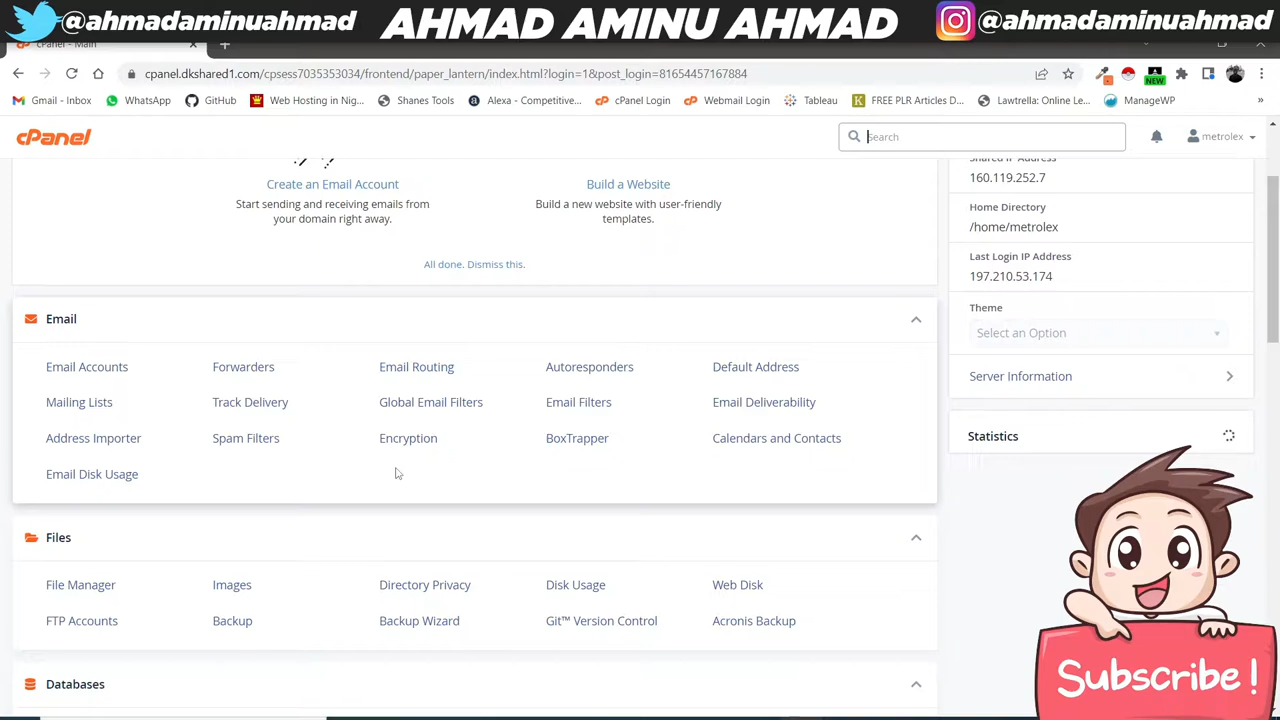 @ahmadaminuahmad AHMAD AMINU AHMAD @ahmadaminuahmad
cPanel - Main
cpanel.dkshared1.com/cpsess7035353034/frontend/paper_lantern/index.html?login=1&post_login=81654457167884
NEW
Gmail - Inbox WhatsApp GitHub Web Hosting in Nig... Shanes Tools Alexa - Competitive... cPanel Login Webmail Login Tableau FREE PLR Articles D... Lawtrella: Online Le... ManageWP »
cPanel Search metrolex
Create an Email Account
Start sending and receiving emails from
your domain right away.
Build a Website
Build a new website with user-friendly
templates.
All done. Dismiss this.
Email
Email Accounts Forwarders Email Routing Autoresponders Default Address
Mailing Lists Track Delivery Global Email Filters Email Filters Email Deliverability
Address Importer Spam Filters Encryption BoxTrapper Calendars and Contacts
Email Disk Usage
Files
File Manager Images Directory Privacy Disk Usage Web Disk
FTP Accounts Backup Backup Wizard Git™ Version Control Acronis Backup
Databases
Shared IP Address
160.119.252.7
Home Directory
/home/metrolex
Last Login IP Address
197.210.53.174
Theme
Select an Option
Server Information
Statistics
Subscribe !